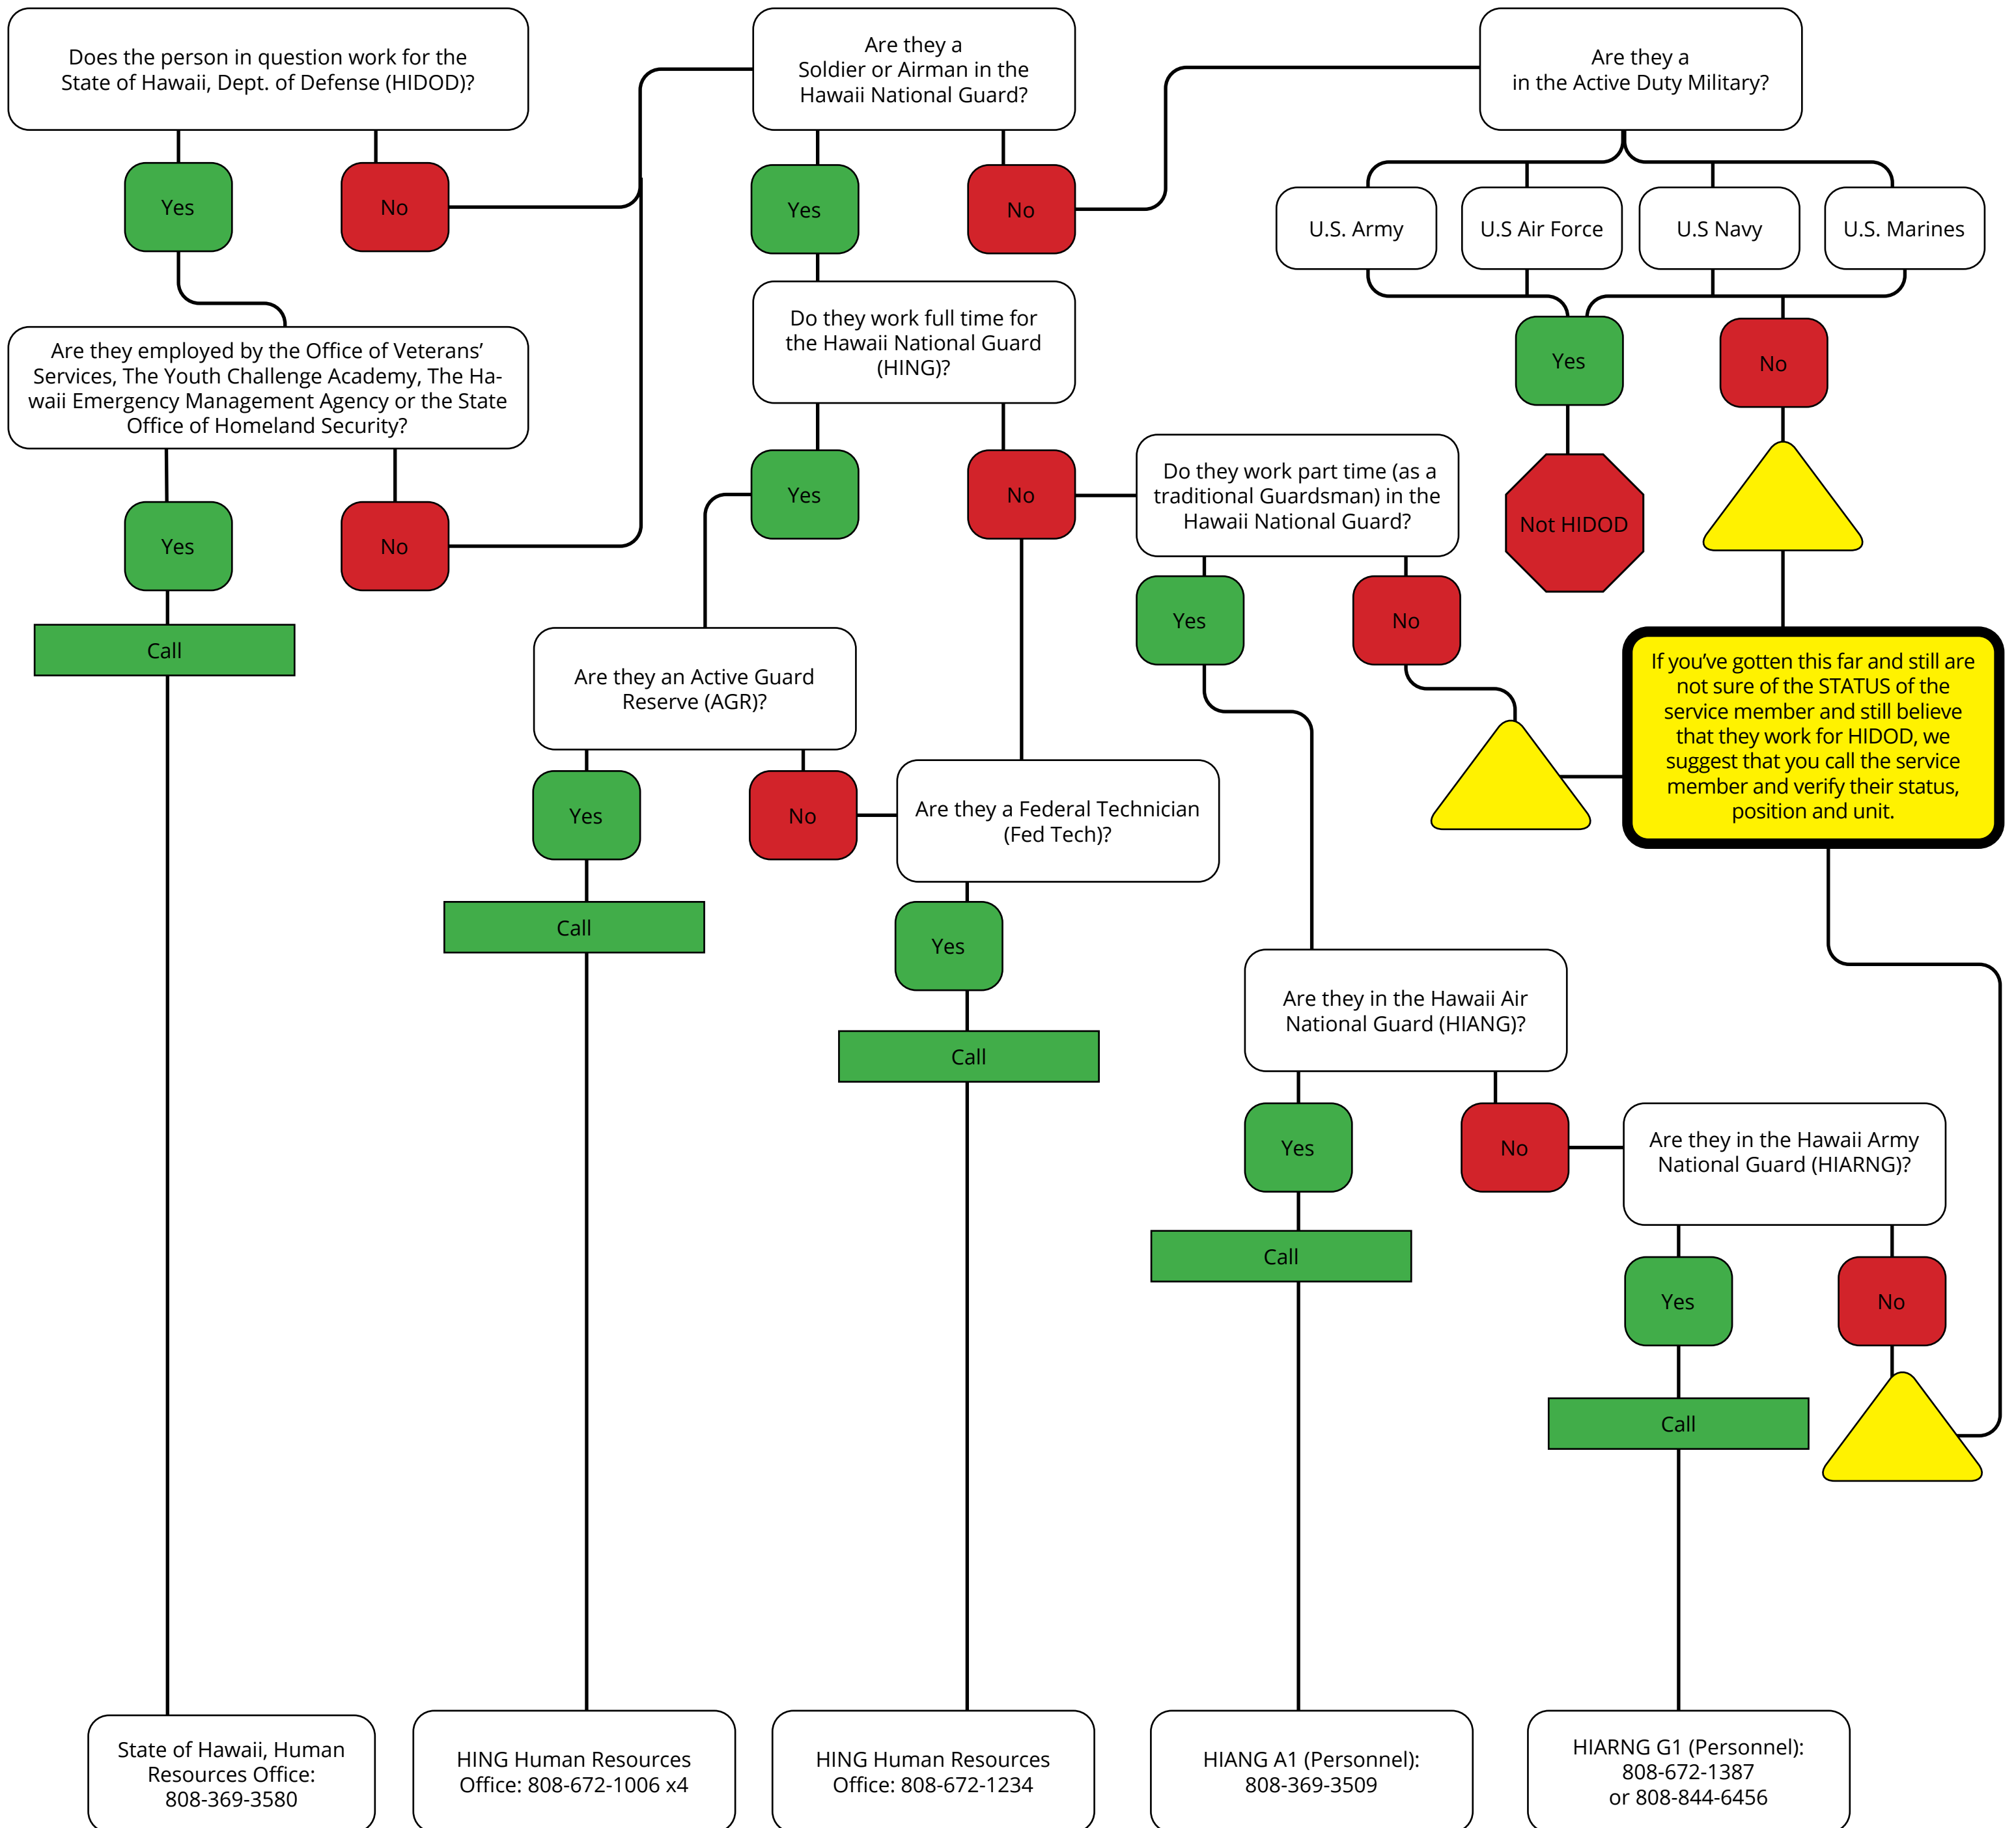 Does the person in question work for the
State of Hawaii, Dept. of Defense (HIDOD)?
Yes
No
Are they employed by the Office of Veterans’
Services, The Youth Challenge Academy, The Ha-
waii Emergency Management Agency or the State
Office of Homeland Security?
Yes
No
Call
Are they a
Soldier or Airman in the
Hawaii National Guard?
Yes
No
Do they work full time for
the Hawaii National Guard
(HING)?
Yes
No
Are they an Active Guard
Reserve (AGR)?
Yes
No
Call
Are they a Federal Technician
(Fed Tech)?
Yes
Call
Do they work part time (as a
traditional Guardsman) in the
Hawaii National Guard?
Yes
No
Are they a
in the Active Duty Military?
U.S. Army
U.S Air Force
U.S Navy
U.S. Marines
Yes
No
Not HIDOD
If you’ve gotten this far and still are
not sure of the STATUS of the
service member and still believe
that they work for HIDOD, we
suggest that you call the service
member and verify their status,
position and unit.
Are they in the Hawaii Air
National Guard (HIANG)?
Yes
No
Call
Are they in the Hawaii Army
National Guard (HIARNG)?
Yes
No
Call
State of Hawaii, Human
Resources Office:
808-369-3580
HING Human Resources
Office: 808-672-1006 x4
HING Human Resources
Office: 808-672-1234
HIANG A1 (Personnel):
808-369-3509
HIARNG G1 (Personnel):
808-672-1387
or 808-844-6456